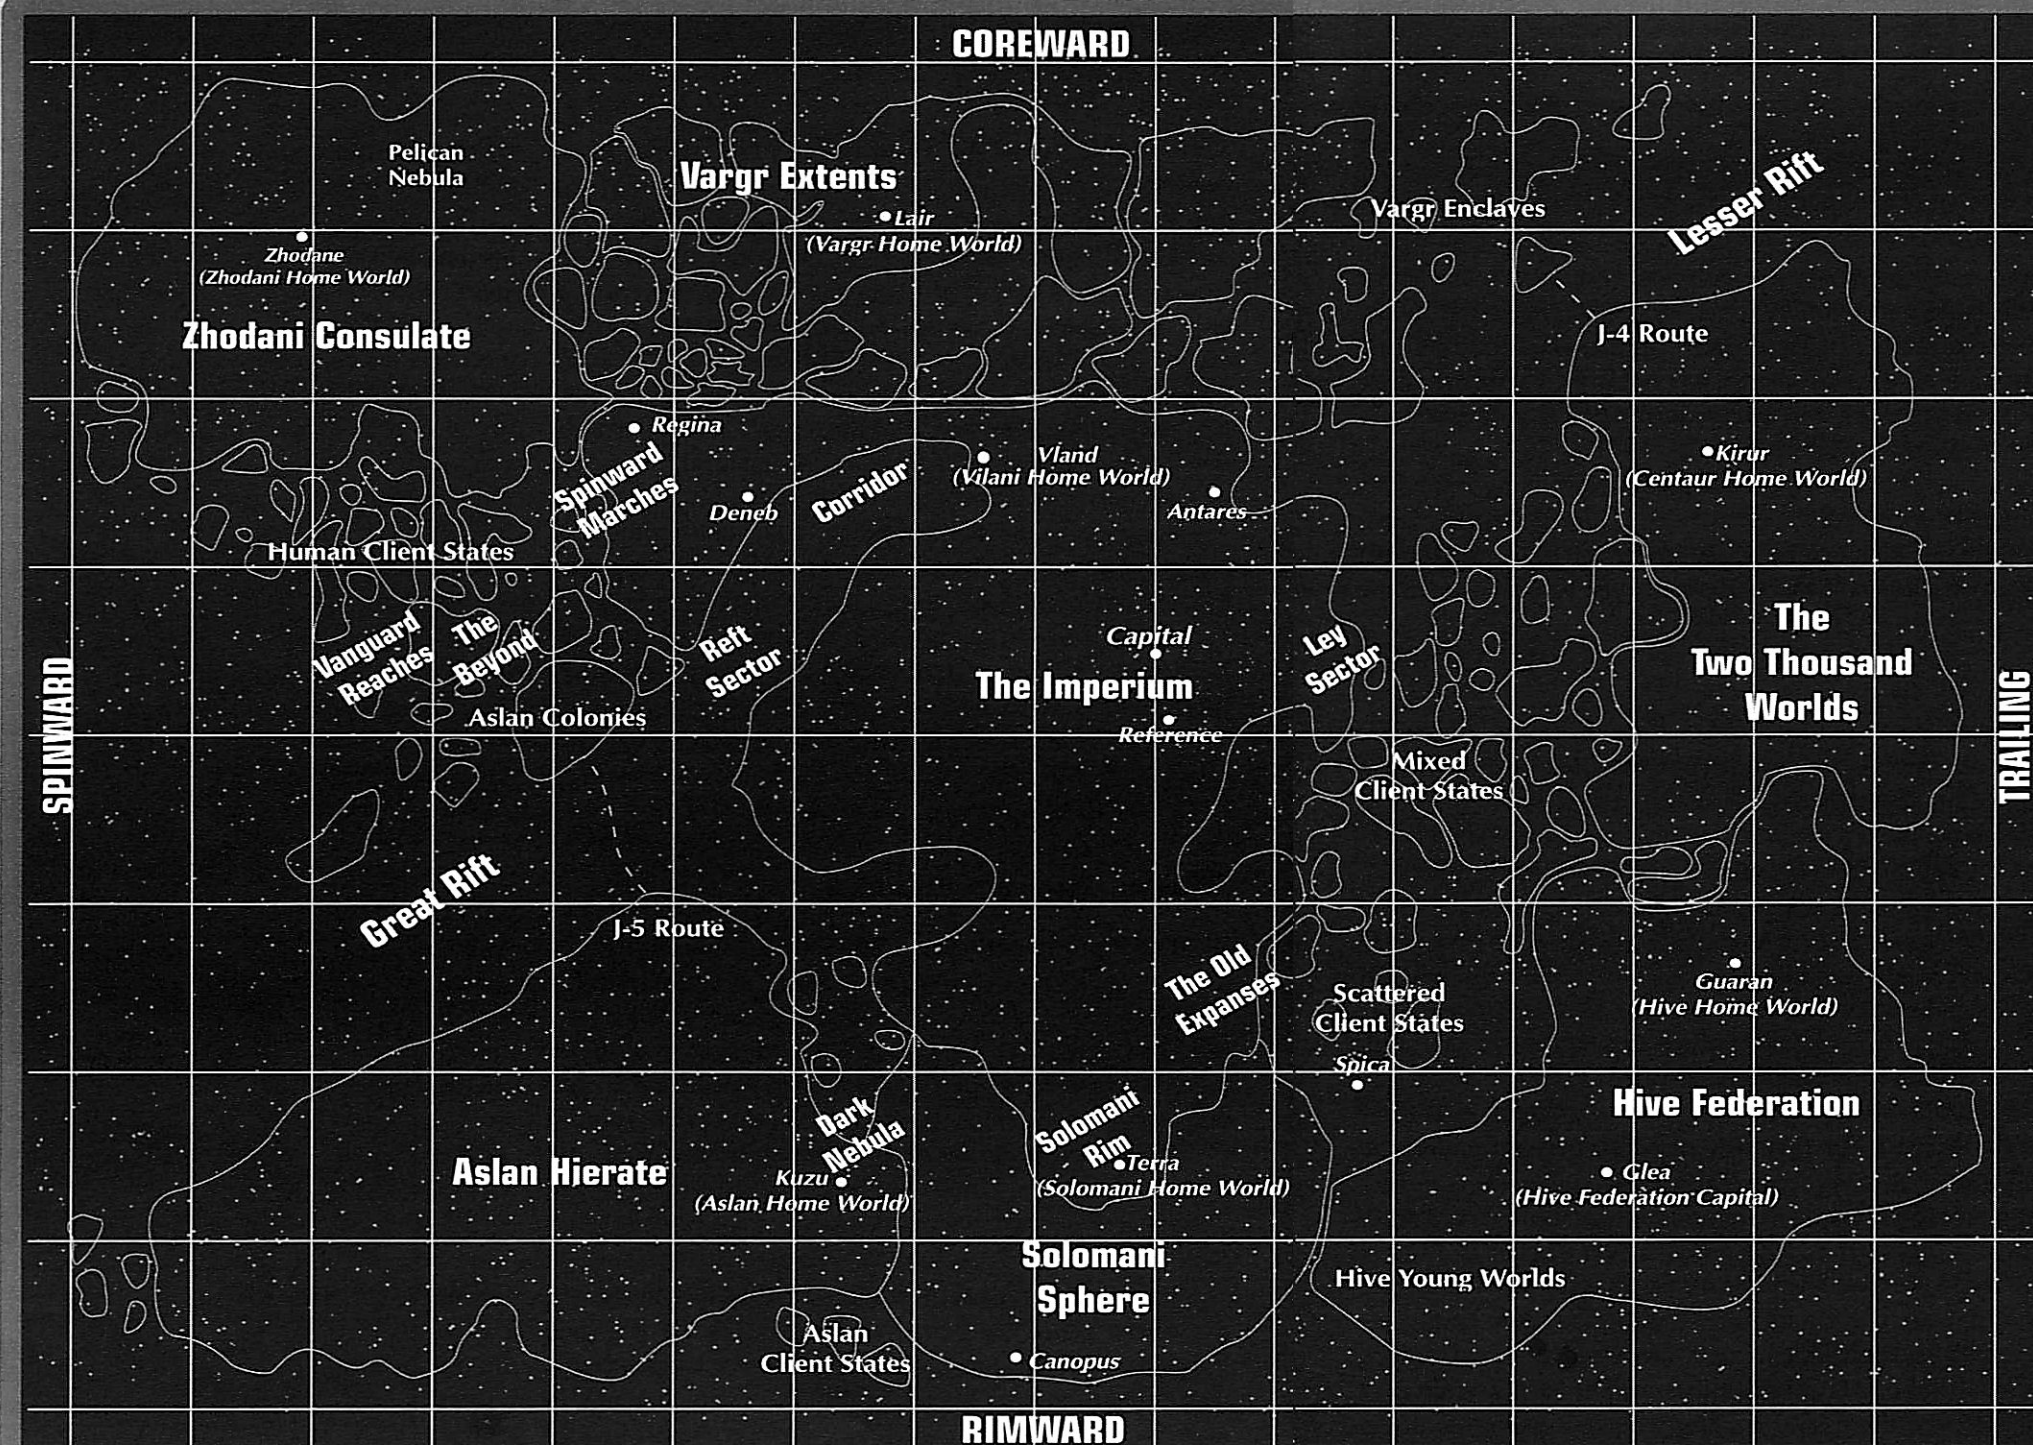 COREWARD
Pelican
Nebula
Vargr Extents
Lair
(Vargr Home World)
Vargr Enclaves
Lesser Rift
Zhodane
(Zhodani Home World)
Zhodani Consulate
J-4 Route
Regina
Spinward
Marches
Deneb
Corridor
Vland
(Vilani Home World)
Antares
Kirur
(Centaur Home World)
Human Client States
Vanguard
Reaches
The
Beyond
Reft
Sector
Capital
The Imperium
Reference
Ley
Sector
The
Two Thousand
Worlds
SPINWARD
TRAILING
Aslan Colonies
Mixed
Client States
Great Rift
J-5 Route
The Old
Expanses
Scattered
Client States
Spica
Guaran
(Hive Home World)
Hive Federation
Dark
Nebula
Solomani
Rim
Terra
(Solomani Home World)
Aslan Hierate
Kuzu
(Aslan Home World)
Glea
(Hive Federation Capital)
Solomani
Sphere
Hive Young Worlds
Aslan
Client States
Canopus
RIMWARD